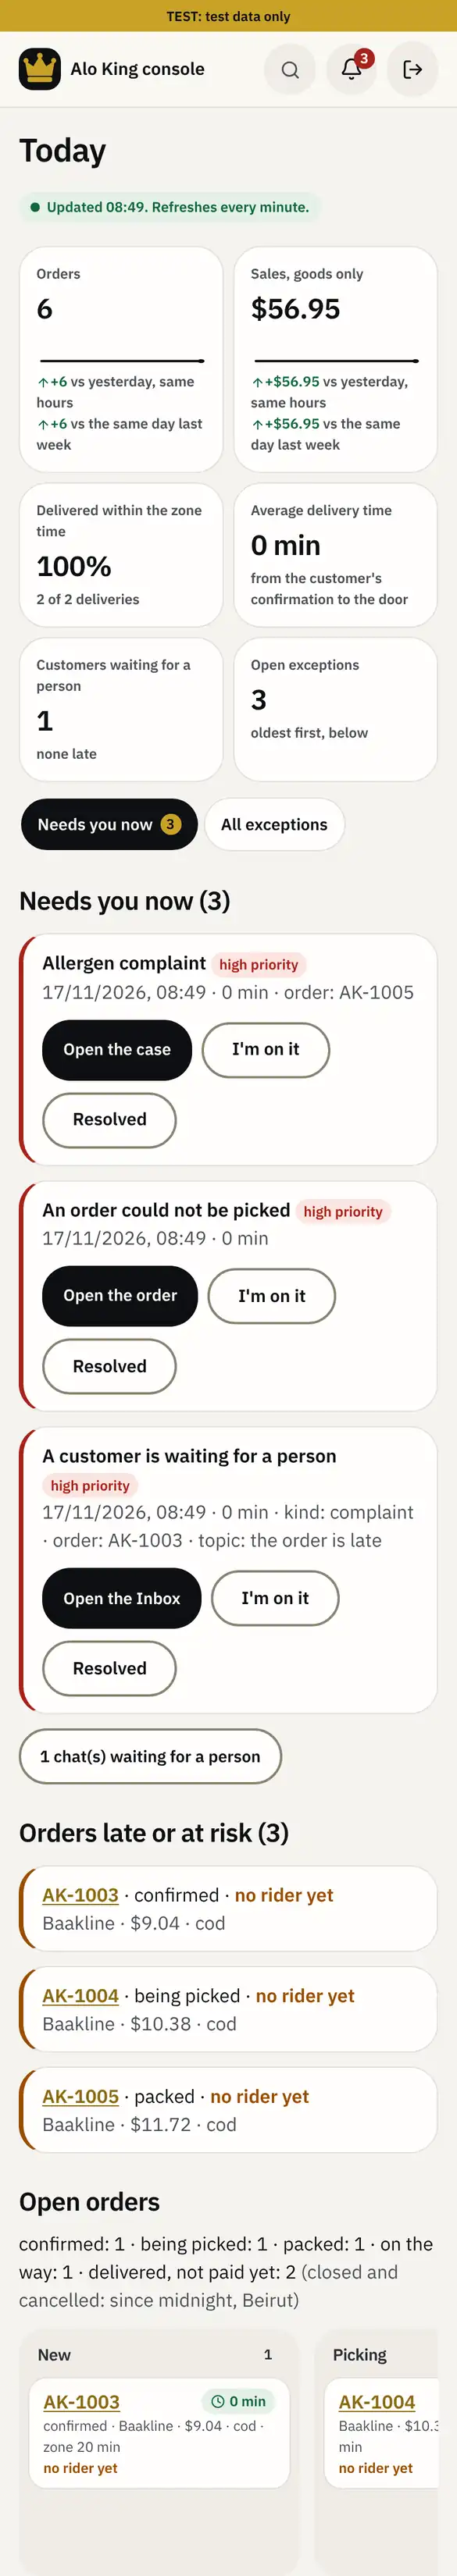 TEST: test data only
Alo King console
3
Today
Updated 08:49. Refreshes every minute.
Orders
6
+6 vs yesterday, same
hours
+6 vs the same day last
week
Sales, goods only
$56.95
+$56.95 vs yesterday,
same hours
+$56.95 vs the same
day last week
Delivered within the zone
time
100%
2 of 2 deliveries
Average delivery time
0 min
from the customer's
confirmation to the door
Customers waiting for a
person
1
none late
Open exceptions
3
oldest first, below
Needs you now 3
All exceptions
Needs you now (3)
Allergen complaint high priority
17/11/2026, 08:49 · 0 min · order: AK-1005
Open the case
I'm on it
Resolved
An order could not be picked high priority
17/11/2026, 08:49 · 0 min
Open the order
I'm on it
Resolved
A customer is waiting for a person
high priority
17/11/2026, 08:49 · 0 min · kind: complaint
· order: AK-1003 · topic: the order is late
Open the Inbox
I'm on it
Resolved
1 chat(s) waiting for a person
Orders late or at risk (3)
AK-1003 · confirmed · no rider yet
Baakline · $9.04 · cod
AK-1004 · being picked · no rider yet
Baakline · $10.38 · cod
AK-1005 · packed · no rider yet
Baakline · $11.72 · cod
Open orders
confirmed: 1 · being picked: 1 · packed: 1 · on the
way: 1 · delivered, not paid yet: 2 (closed and
cancelled: since midnight, Beirut)
New 1
AK-1003 0 min
confirmed · Baakline · $9.04 · cod ·
zone 20 min
no rider yet
Picking
AK-1004
Baakline ·
min
no rider yet